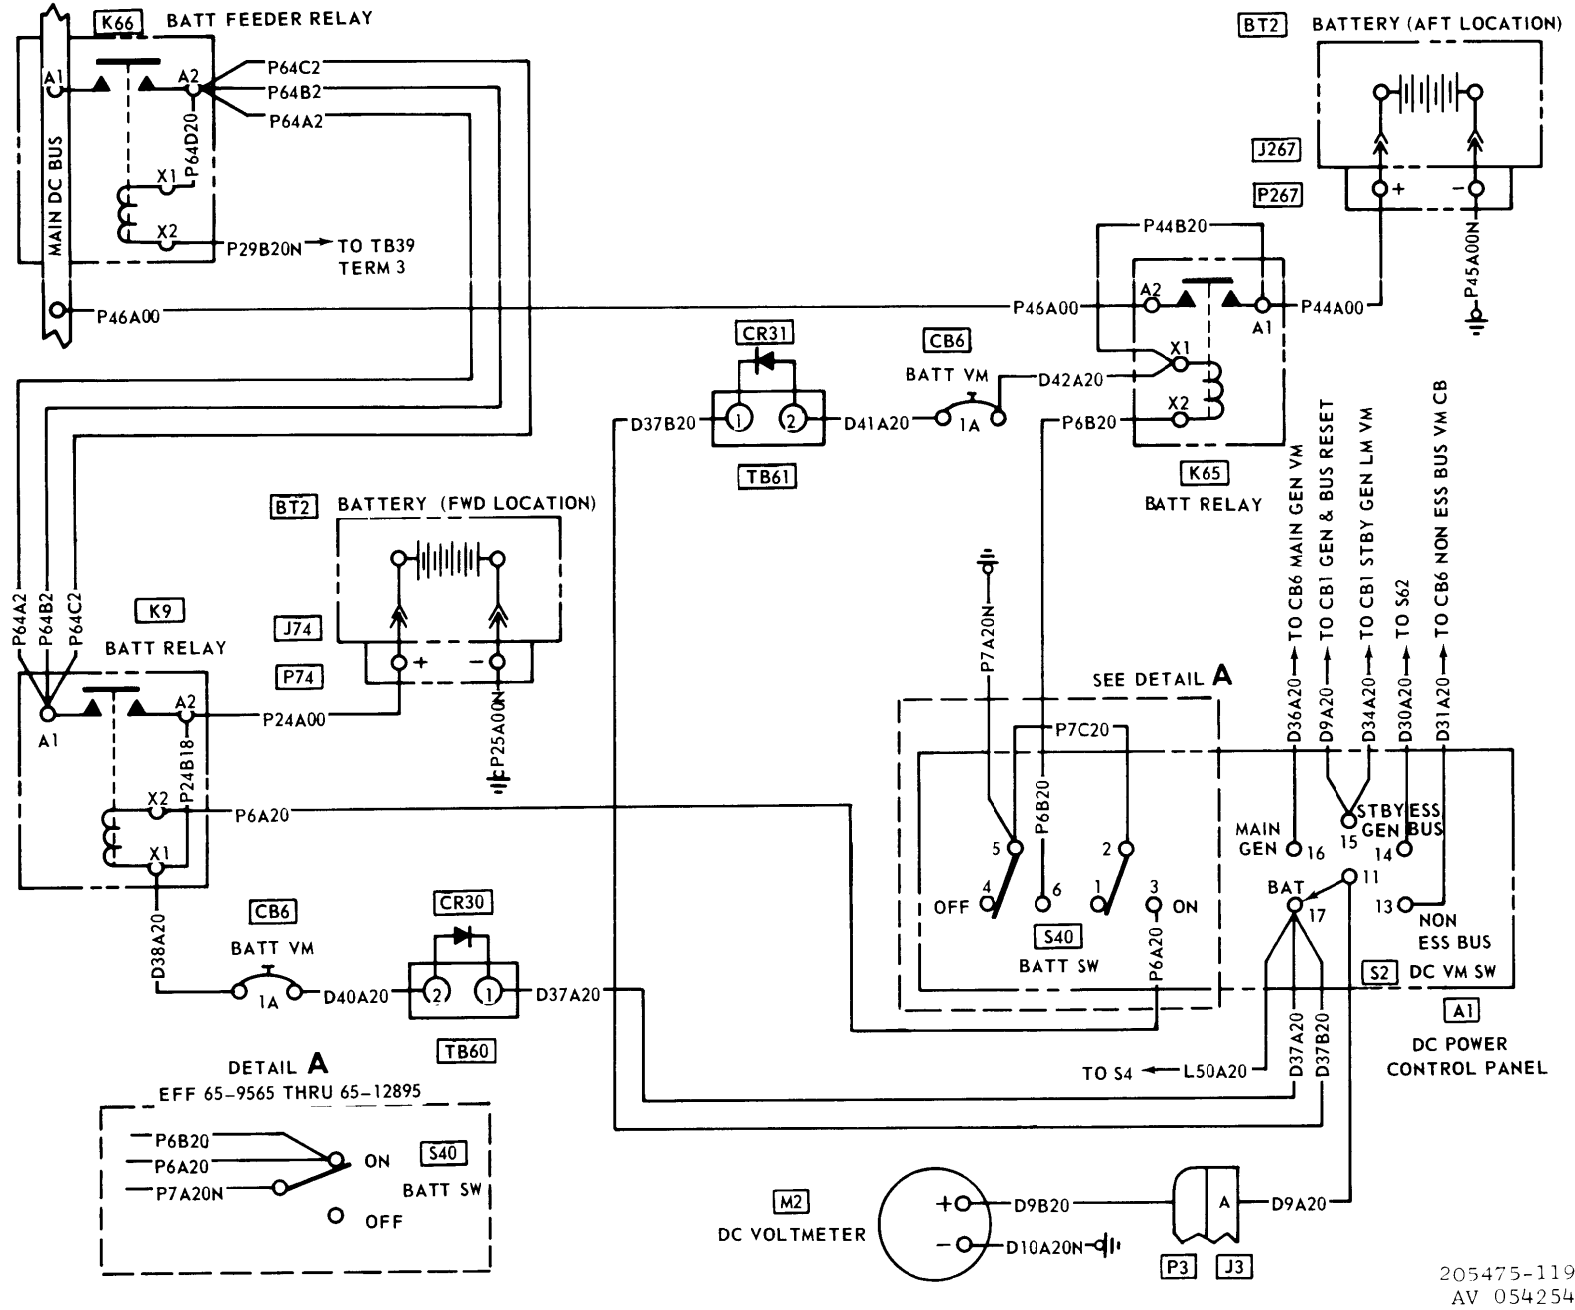 K66 BATT FEEDER RELAY
BT2 BATTERY (AFT LOCATION)
A1
A2
P64C2
P64B2
P64A2
P64D20
MAIN DC BUS
X1
X2
P29B20N TO TB39
TERM 3
P46A00
J267
P267
+ -
P45A00N
P44B20
P46A00
A2
A1
P44A00
CR31
CB6
BATT VM
X1
D42A20
X2
D37B20
1 2
D41A20
1A
P6B20
TB61
K65
BATT RELAY
BT2 BATTERY (FWD LOCATION)
P64A2
P64B2
P64C2
K9
BATT RELAY
J74
P74
+ -
P25A00N
A1
A2
P24A00
P24B18
X2
P6A20
X1
D38A20
CB6
BATT VM
1A
D40A20
CR30
2 1
D37A20
TB60
P7A20N
SEE DETAIL A
P7C20
P6B20
5
2
OFF 4
6
1
3 ON
S40
BATT SW
P6A20
D36A20 TO CB6 MAIN GEN VM
D9A20 TO CB1 GEN & BUS RESET
D34A20 TO CB1 STBY GEN LM VM
D30A20 TO S62
D31A20 TO CB6 NON ESS BUS VM CB
STBY ESS
GEN BUS
MAIN
GEN
16
15
14
11
BAT
17
13
NON
ESS BUS
S2 DC VM SW
A1
DC POWER
CONTROL PANEL
D37A20
D37B20
TO S4 L50A20
DETAIL A
EFF 65-9565 THRU 65-12895
P6B20
P6A20
P7A20N
ON
S40
BATT SW
OFF
M2
DC VOLTMETER
+
D9B20
A
D9A20
-
D10A20N
P3 J3
205475-119
AV 054254